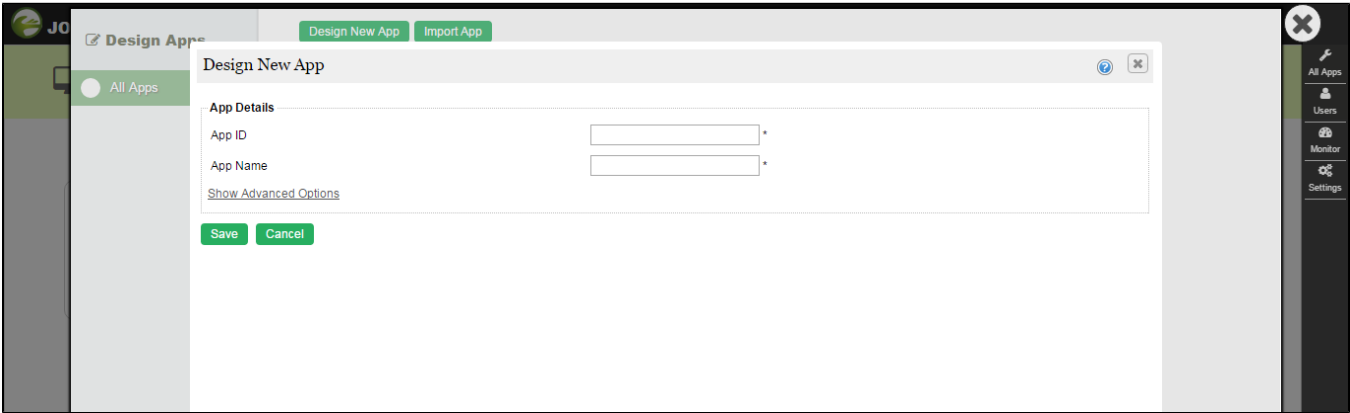 JO
Design Apps
Design New App Import App
All Apps
Design New App
App Details
App ID *
App Name *
Show Advanced Options
Save Cancel
All Apps
Users
Monitor
Settings